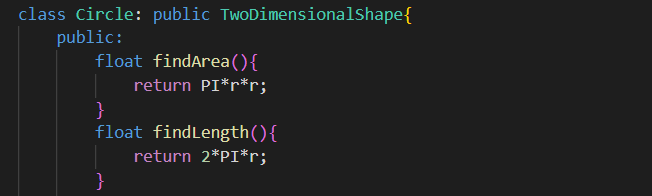 class Circle: public TwoDimensionalShape{
    public:
        float findArea(){
            return PI*r*r;
        }
        float findLength(){
            return 2*PI*r;
        }